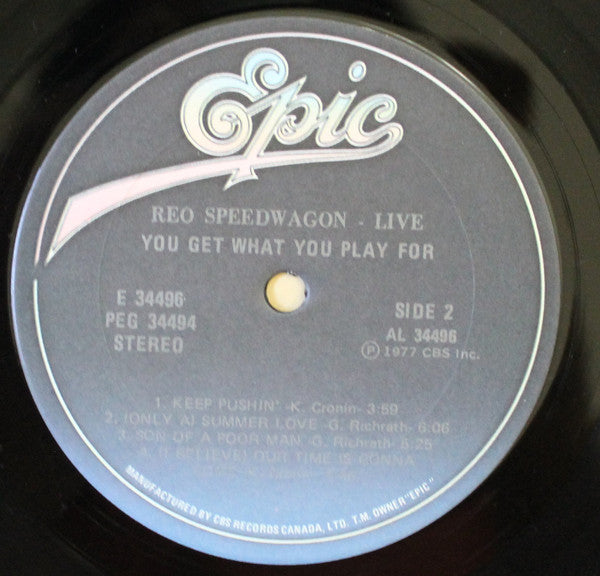 Epic
REO SPEEDWAGON - LIVE
YOU GET WHAT YOU PLAY FOR
E 34496
PEG 34494
STEREO
SIDE 2
AL 34496
Ⓟ 1977 CBS Inc.
1. KEEP PUSHIN' -K. Cronin- 3:59
2. (ONLY A) SUMMER LOVE -G. Richrath- 6:06
3. SON OF A POOR MAN -G. Richrath- 5:25
4. (I BELIEVE) OUR TIME IS GONNA
MANUFACTURED BY CBS RECORDS CANADA, LTD. T.M. OWNER "EPIC"